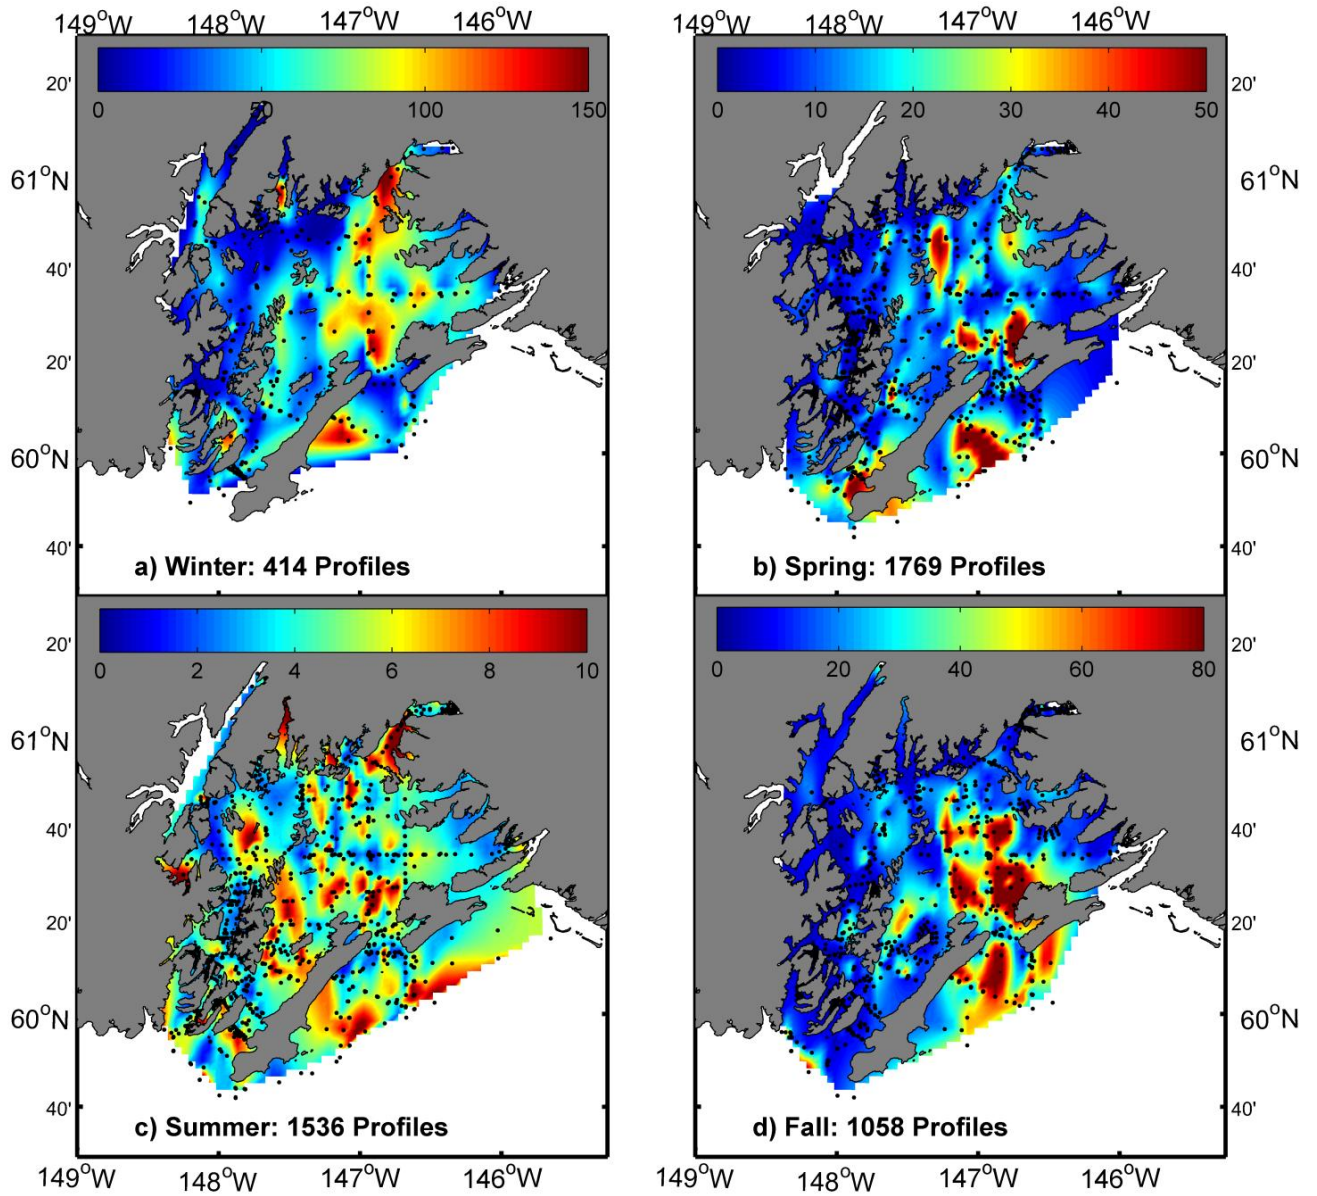 149°W 148°W 147°W 146°W 149°W 148°W 147°W 146°W
0 50 100 150 0 10 20 30 40 50
20' 20'
61°N 61°N
40' 40'
20' 20'
60°N 60°N
40' 40'
a) Winter: 414 Profiles b) Spring: 1769 Profiles
0 2 4 6 8 10 0 20 40 60 80
20' 20'
61°N 61°N
40' 40'
20' 20'
60°N 60°N
40' 40'
c) Summer: 1536 Profiles d) Fall: 1058 Profiles
149°W 148°W 147°W 146°W 149°W 148°W 147°W 146°W